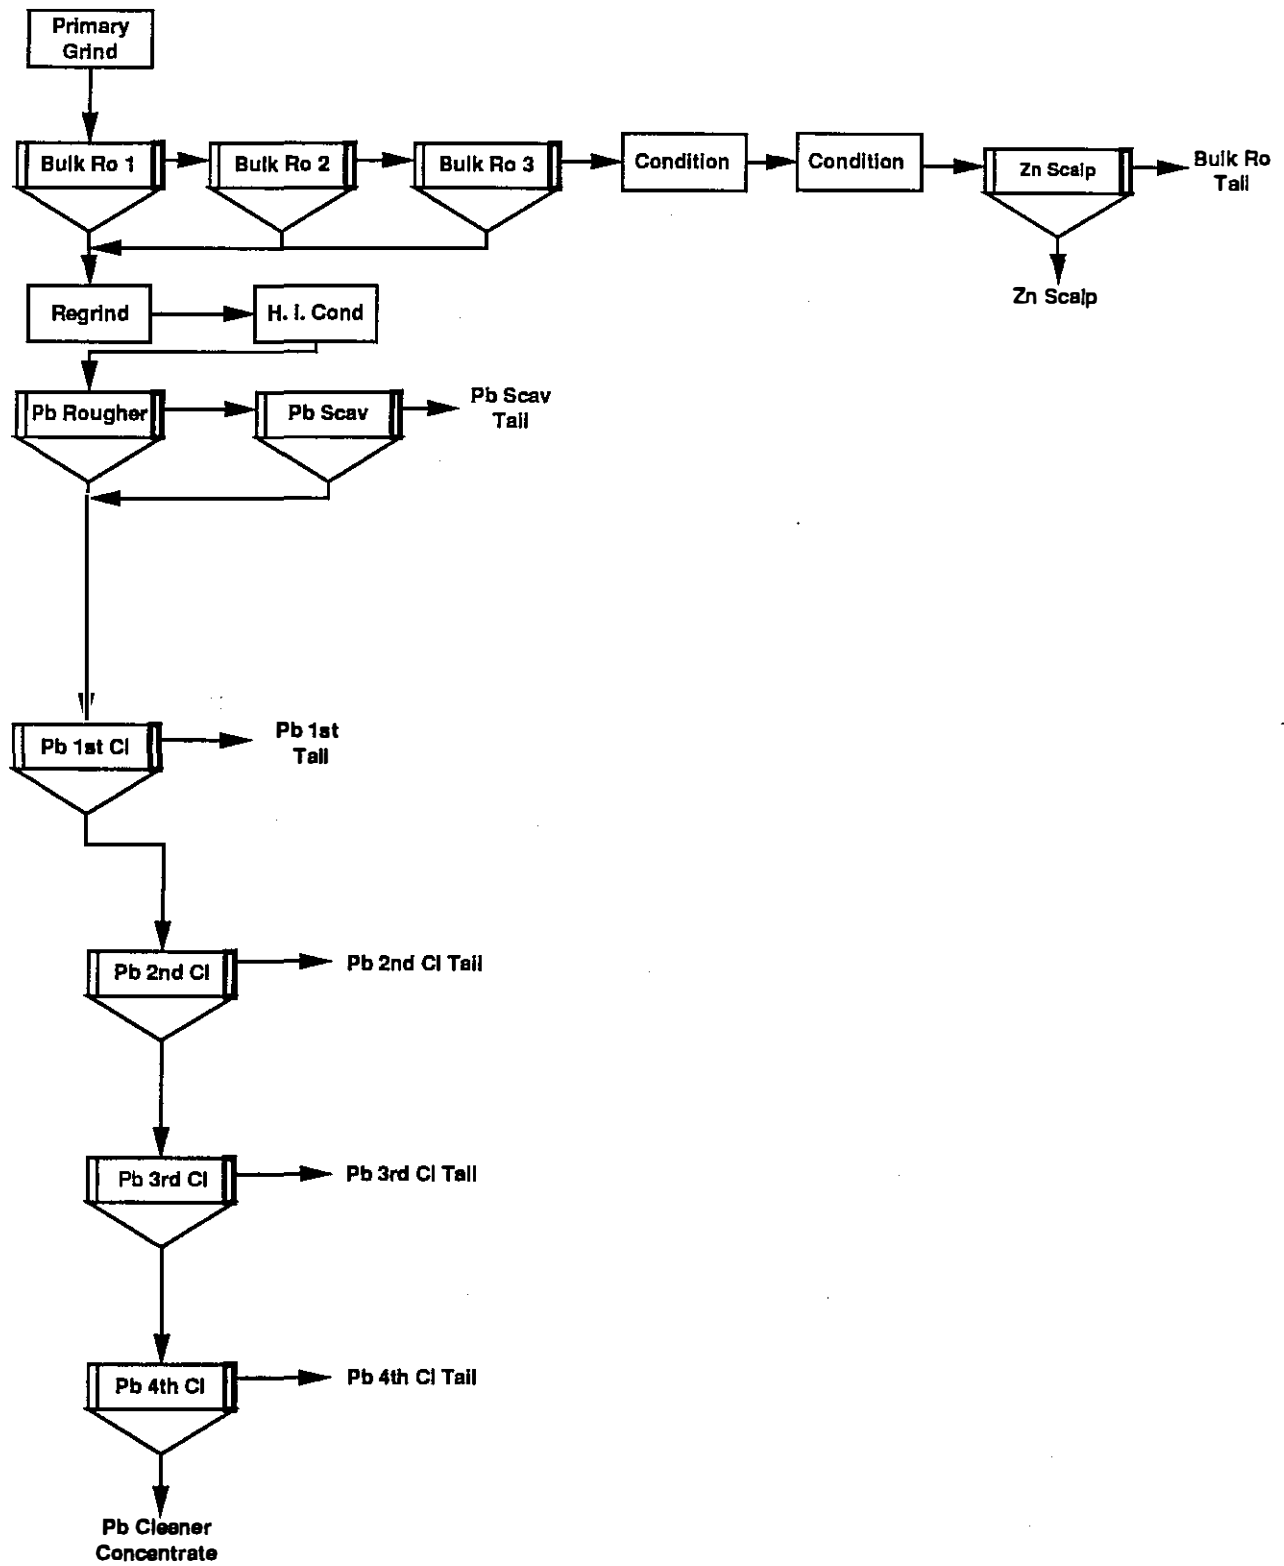 Primary
Grind
Bulk Ro 1
Bulk Ro 2
Bulk Ro 3
Condition
Condition
Zn Scalp
Bulk Ro
Tail
Zn Scalp
Regrind
H. I. Cond
Pb Rougher
Pb Scav
Pb Scav
Tail
Pb 1st Cl
Pb 1st
Tail
Pb 2nd Cl
Pb 2nd Cl Tail
Pb 3rd Cl
Pb 3rd Cl Tail
Pb 4th Cl
Pb 4th Cl Tail
Pb Cleaner
Concentrate